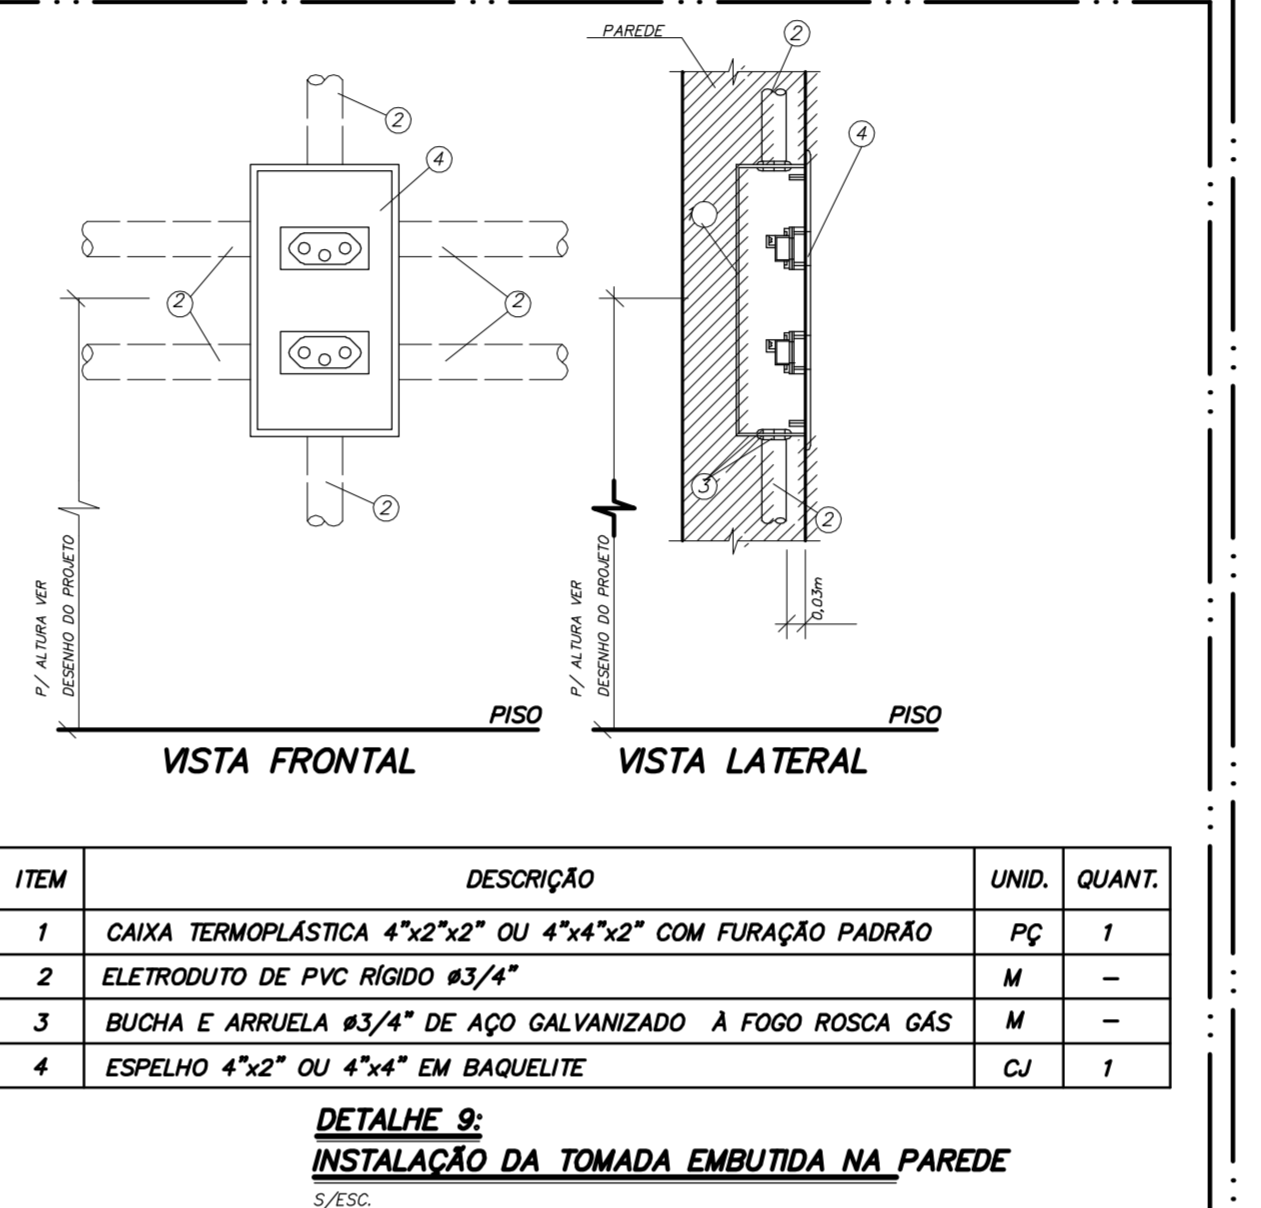 PAREDE
2
2
4
4
1
2
2
3
2
2
0,03m
P/ ALTURA VER
DESENHO DO PROJETO
P/ ALTURA VER
DESENHO DO PROJETO
PISO
PISO
VISTA FRONTAL
VISTA LATERAL
ITEM DESCRIÇÃO UNID. QUANT.
1 CAIXA TERMOPLÁSTICA 4"x2"x2" OU 4"x4"x2" COM FURAÇÃO PADRÃO PÇ 1
2 ELETRODUTO DE PVC RÍGIDO ø3/4" M –
3 BUCHA E ARRUELA ø3/4" DE AÇO GALVANIZADO À FOGO ROSCA GÁS M –
4 ESPELHO 4"x2" OU 4"x4" EM BAQUELITE CJ 1
DETALHE 9:
INSTALAÇÃO DA TOMADA EMBUTIDA NA PAREDE
S/ESC.